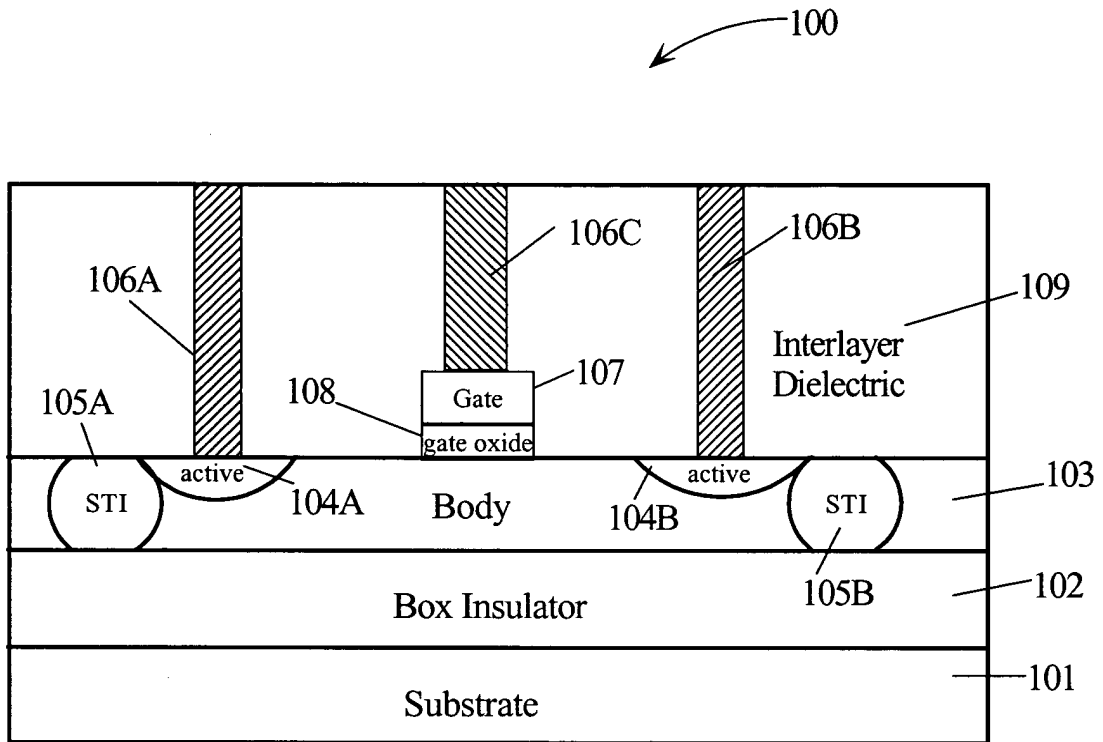 100
106C
106B
106A
109
Interlayer
Dielectric
107
Gate
108
gate oxide
105A
active
active
103
STI
104A
Body
104B
STI
102
105B
Box Insulator
101
Substrate